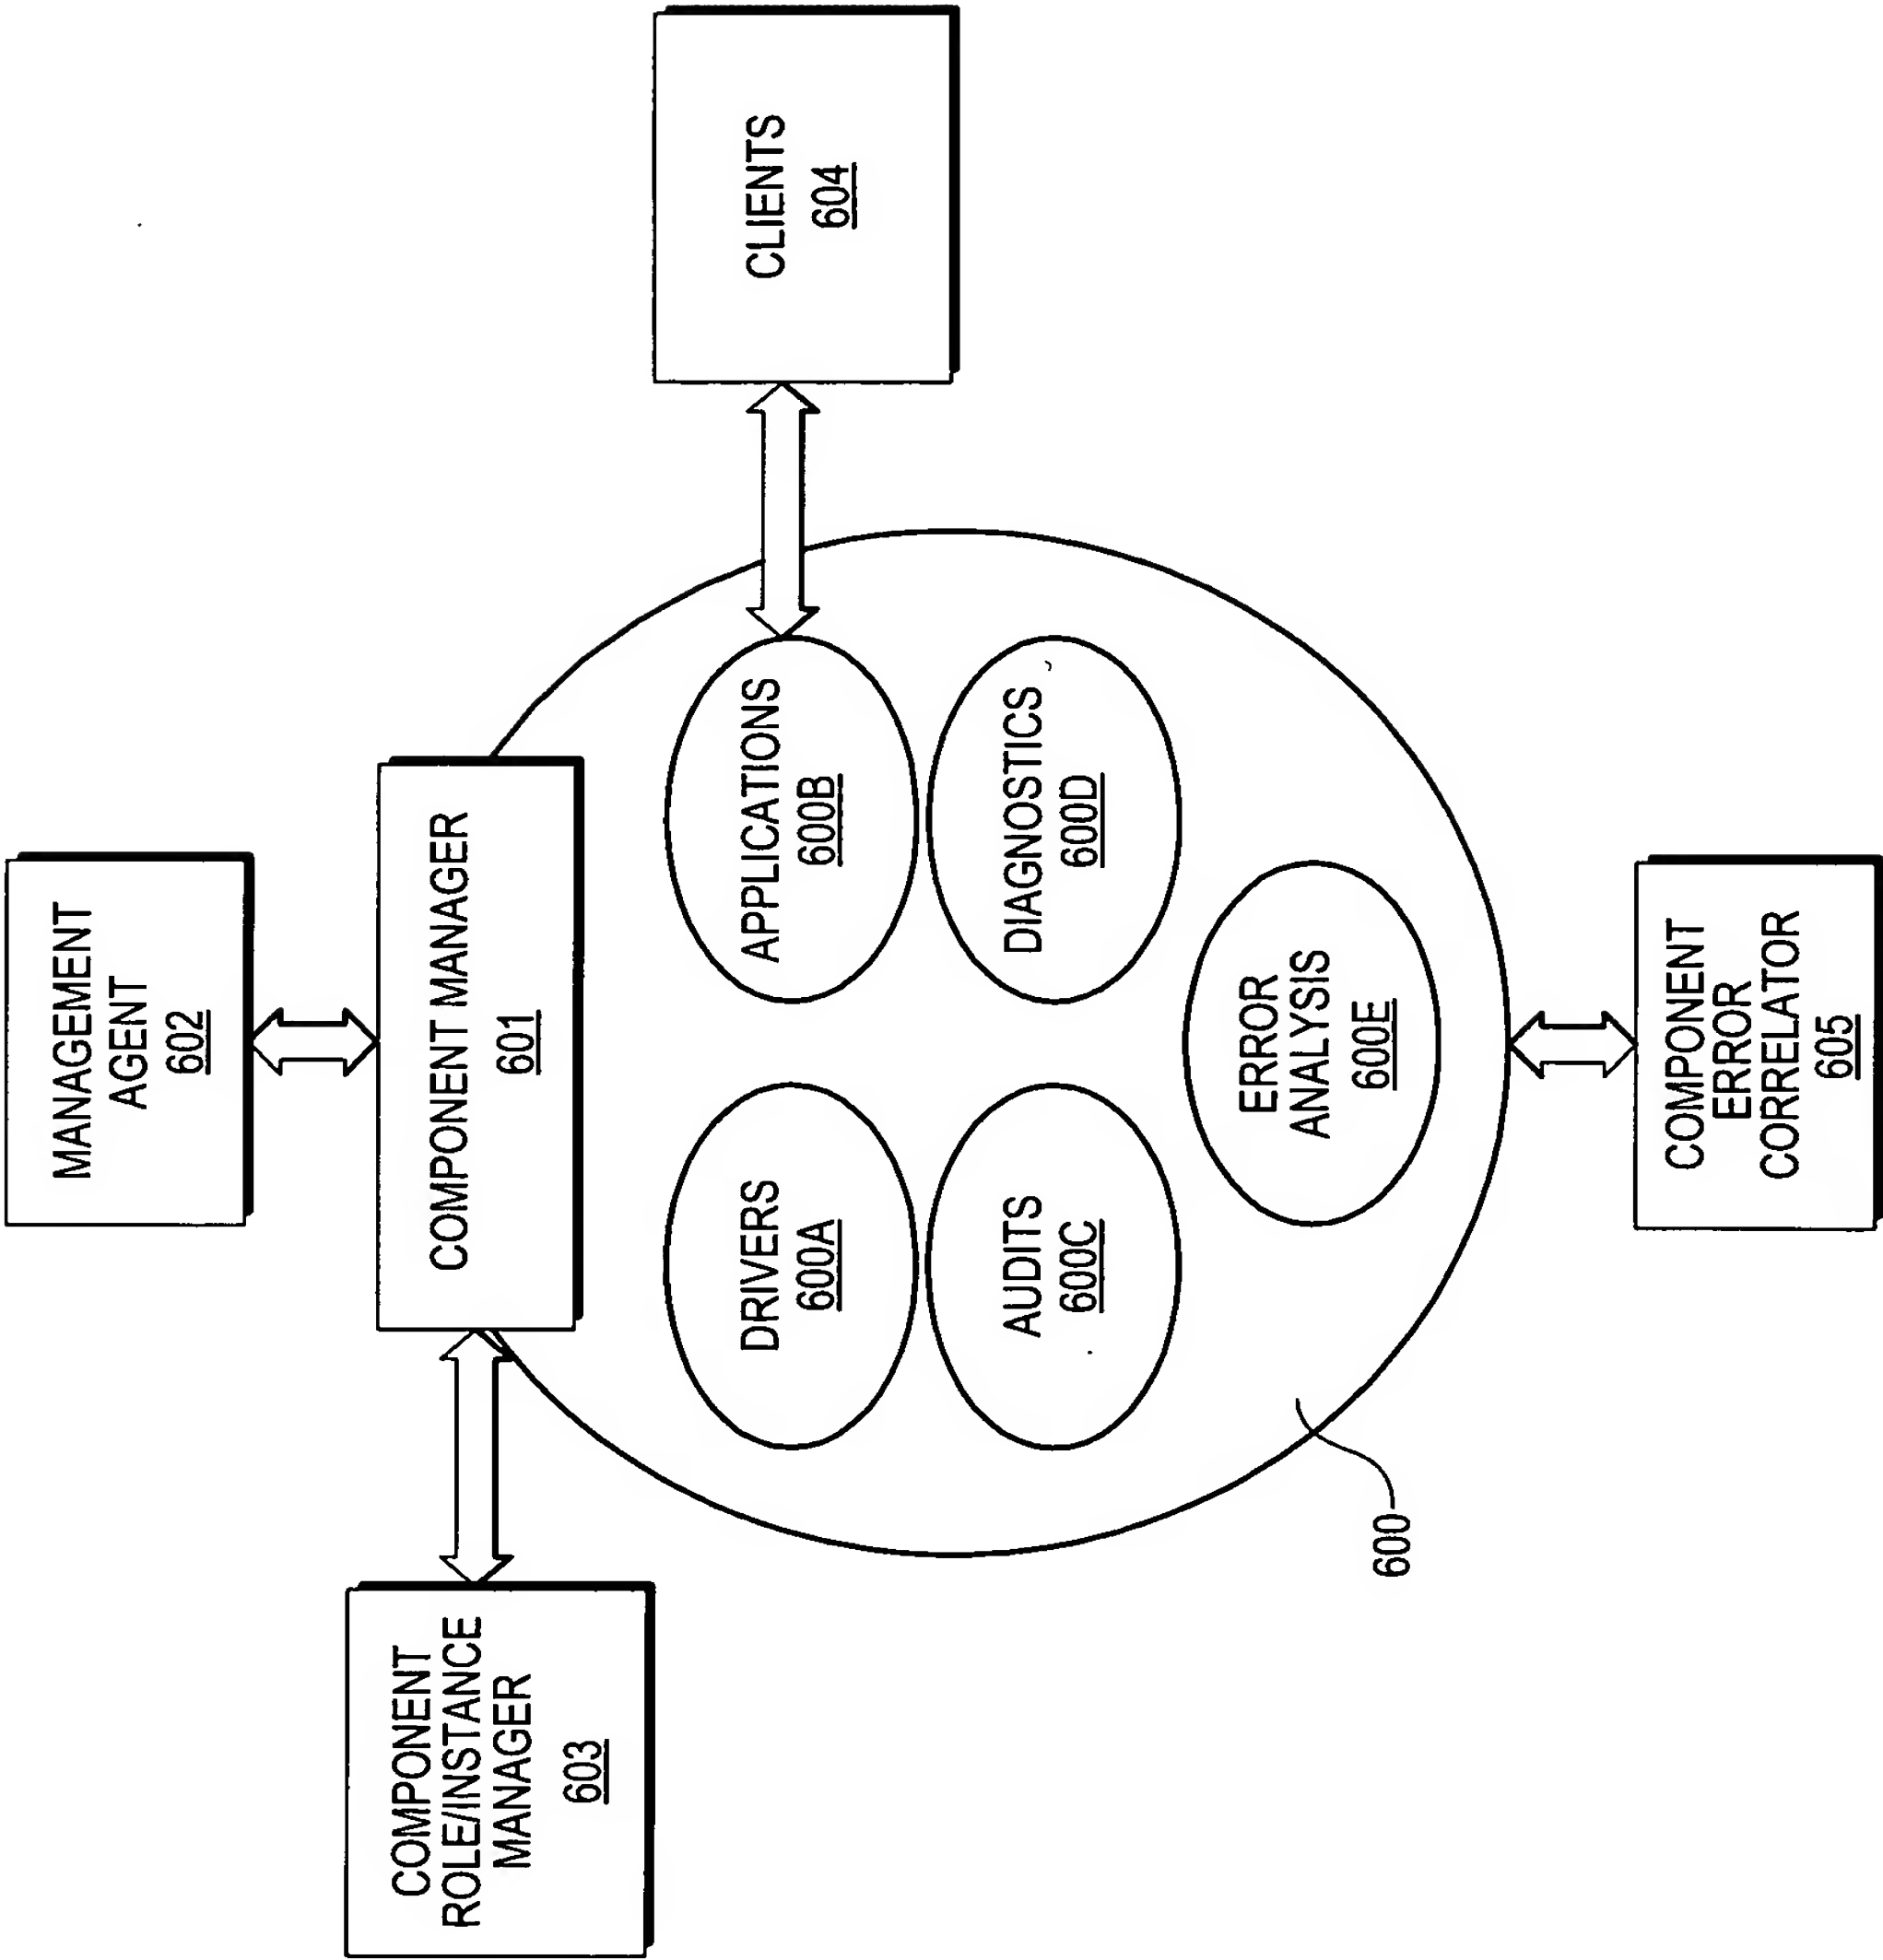 MANAGEMENT
AGENT
602
COMPONENT
ROLE/INSTANCE
MANAGER
603
COMPONENT MANAGER
601
CLIENTS
604
DRIVERS
600A
APPLICATIONS
600B
AUDITS
600C
DIAGNOSTICS
600D
ERROR
ANALYSIS
600E
600
COMPONENT
ERROR
CORRELATOR
605